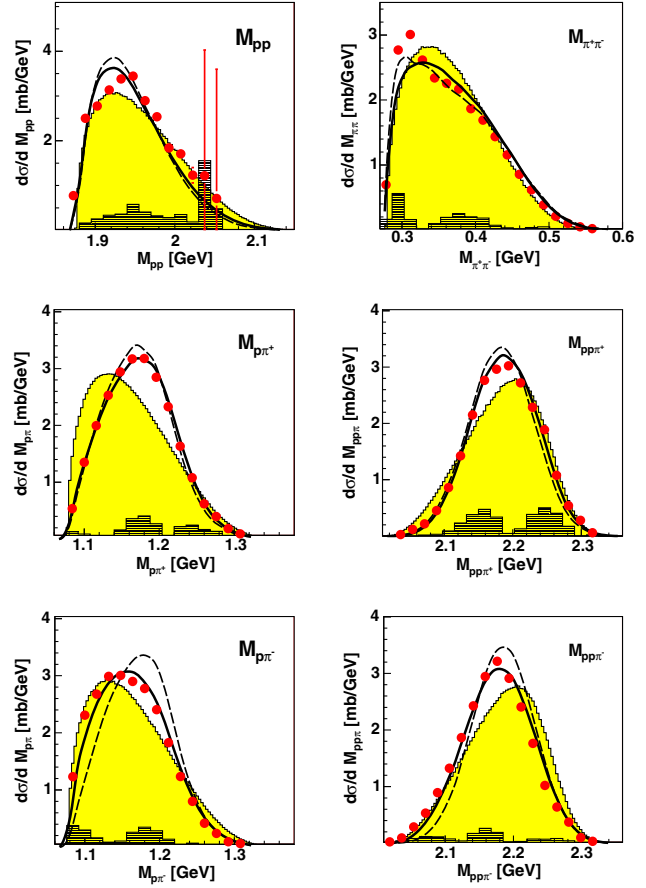 M_pp
dσ/d M_pp [mb/GeV]
4
2
1.9
2
2.1
M_pp [GeV]
M_π⁺π⁻
dσ/d M_ππ [mb/GeV]
3
2
1
0.3
0.4
0.5
0.6
M_π⁺π⁻ [GeV]
M_pπ⁺
dσ/d M_pπ [mb/GeV]
4
3
2
1
1.1
1.2
1.3
M_pπ⁺ [GeV]
M_ppπ⁺
dσ/d M_ppπ [mb/GeV]
4
3
2
1
2.1
2.2
2.3
M_ppπ⁺ [GeV]
M_pπ⁻
dσ/d M_pπ [mb/GeV]
4
3
2
1
1.1
1.2
1.3
M_pπ⁻ [GeV]
M_ppπ⁻
dσ/d M_ppπ [mb/GeV]
4
3
2
1
2.1
2.2
2.3
M_ppπ⁻ [GeV]